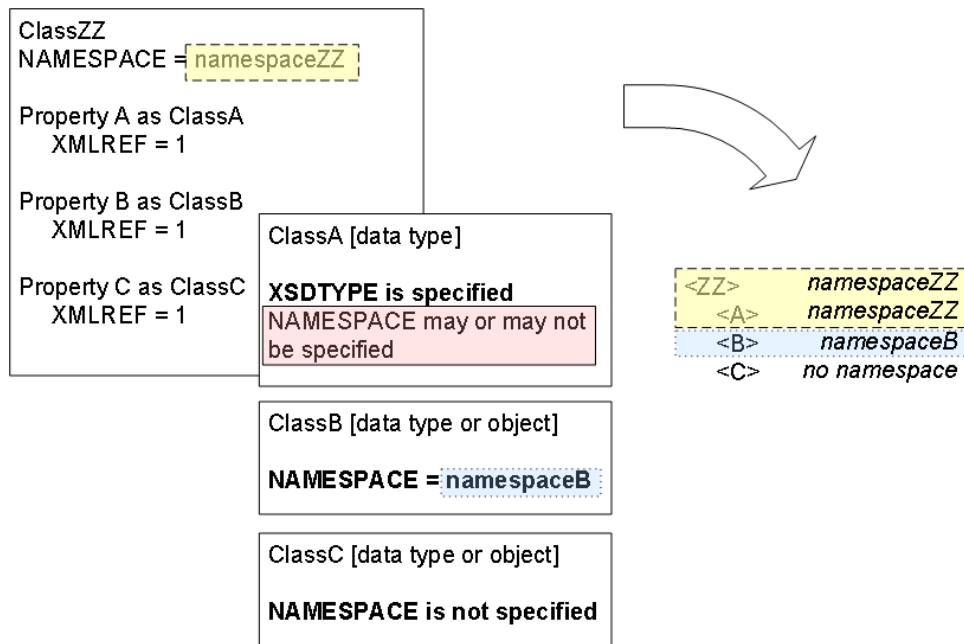 ClassZZ
NAMESPACE = namespaceZZ
Property A as ClassA
XMLREF = 1
Property B as ClassB
XMLREF = 1
Property C as ClassC
XMLREF = 1
ClassA [data type]
XSDTYPE is specified
NAMESPACE may or may not
be specified
ClassB [data type or object]
NAMESPACE = namespaceB
ClassC [data type or object]
NAMESPACE is not specified
<ZZ> namespaceZZ
<A> namespaceZZ
<B> namespaceB
<C> no namespace